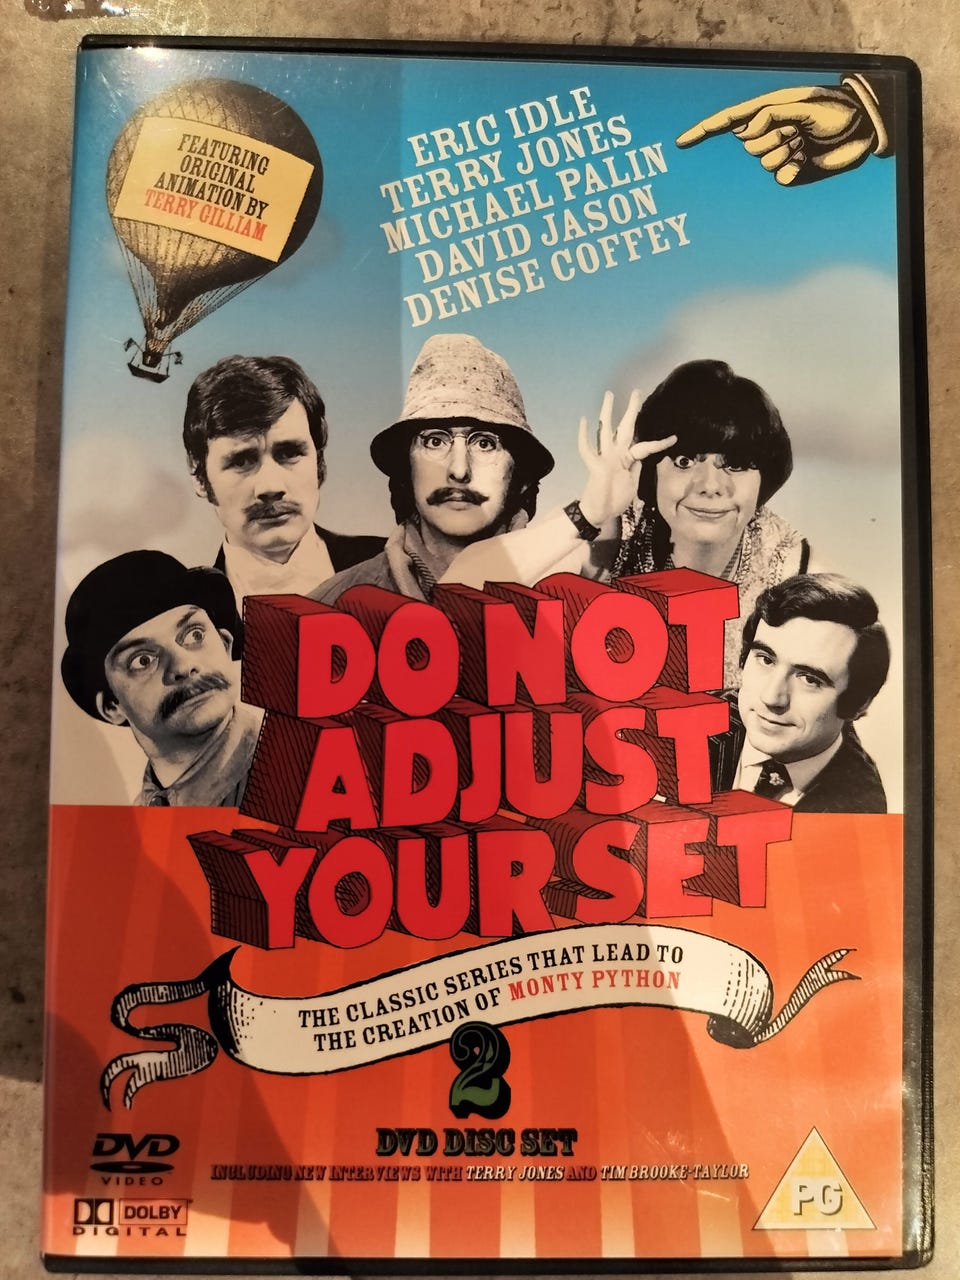 FEATURING
ORIGINAL
ANIMATION BY
TERRY GILLIAM
ERIC IDLE
TERRY JONES
MICHAEL PALIN
DAVID JASON
DENISE COFFEY
DO NOT
ADJUST
YOUR SET
THE CLASSIC SERIES THAT LEAD TO
THE CREATION OF MONTY PYTHON
2
DVD DISC SET
INCLUDING NEW INTERVIEWS WITH TERRY JONES AND TIM BROOKE-TAYLOR
DVD
VIDEO
DOLBY
DIGITAL
PG